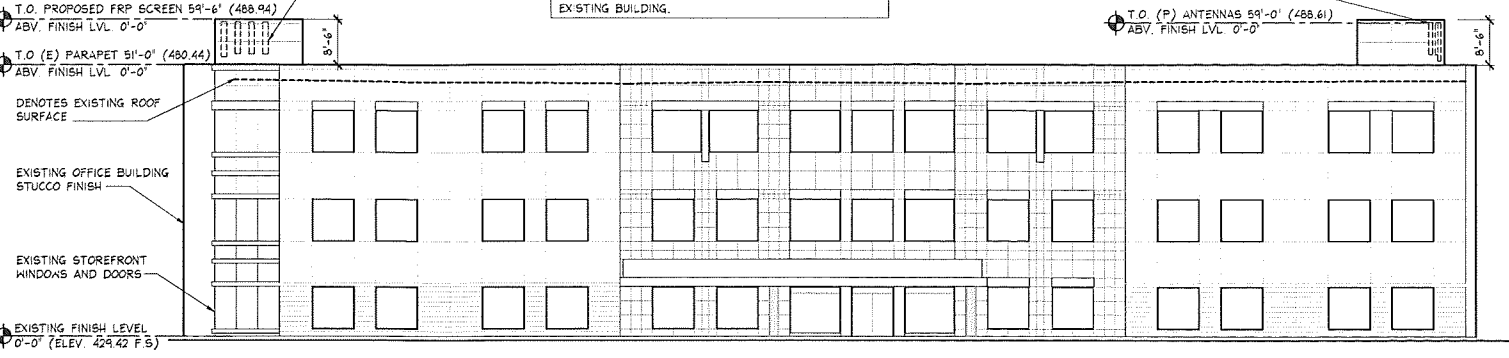 T.O. PROPOSED FRP SCREEN 59'-6" (488.94)
ABV. FINISH LVL. 0'-0"
T.O (E) PARAPET 51'-0" (480.44)
ABV. FINISH LVL 0'-0"
8'-6"
EXISTING BUILDING.
T.O. (P) ANTENNAS 59'-0" (488.61)
ABV. FINISH LVL. 0'-0"
8'-6"
DENOTES EXISTING ROOF
SURFACE
EXISTING OFFICE BUILDING
STUCCO FINISH
EXISTING STOREFRONT
WINDOWS AND DOORS
EXISTING FINISH LEVEL
0'-0" (ELEV. 429.42 F.S)